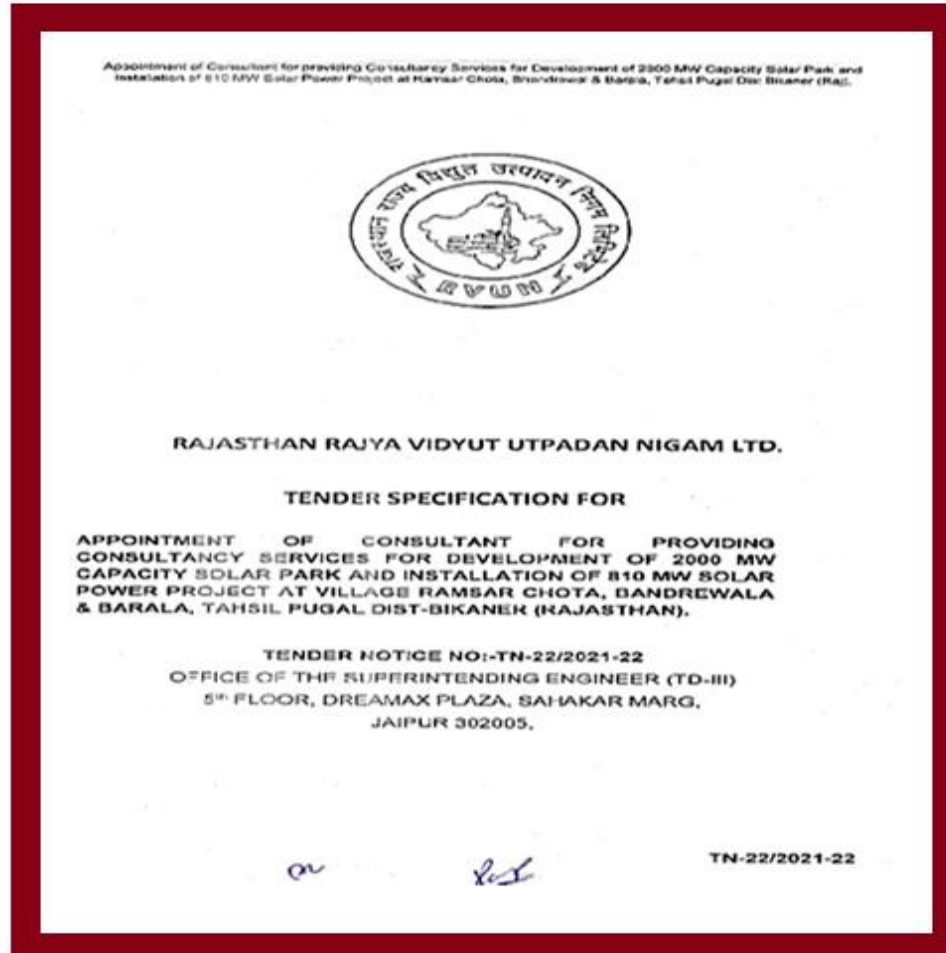 Appointment of Consultant for providing Consultancy Services for Development of 2000 MW Capacity Solar Park and
Installation of 810 MW Solar Power Project at Ramsar Chota, & Barala, Tehsil Pugal Dist Bikaner (Raj).
राजस्थान राज्य विद्युत उत्पादन निगम लिमिटेड
RVUN
RAJASTHAN RAJYA VIDYUT UTPADAN NIGAM LTD.
TENDER SPECIFICATION FOR
APPOINTMENT OF CONSULTANT FOR PROVIDING
CONSULTANCY SERVICES FOR DEVELOPMENT OF 2000 MW
CAPACITY SOLAR PARK AND INSTALLATION OF 810 MW SOLAR
POWER PROJECT AT VILLAGE RAMSAR CHOTA, BANDREWALA
& BARALA, TAHSIL PUGAL DIST-BIKANER (RAJASTHAN).
TENDER NOTICE NO:-TN-22/2021-22
OFFICE OF THE SUPERINTENDING ENGINEER (TD-III)
5th FLOOR, DREAMAX PLAZA, SAHAKAR MARG,
JAIPUR 302005.
TN-22/2021-22